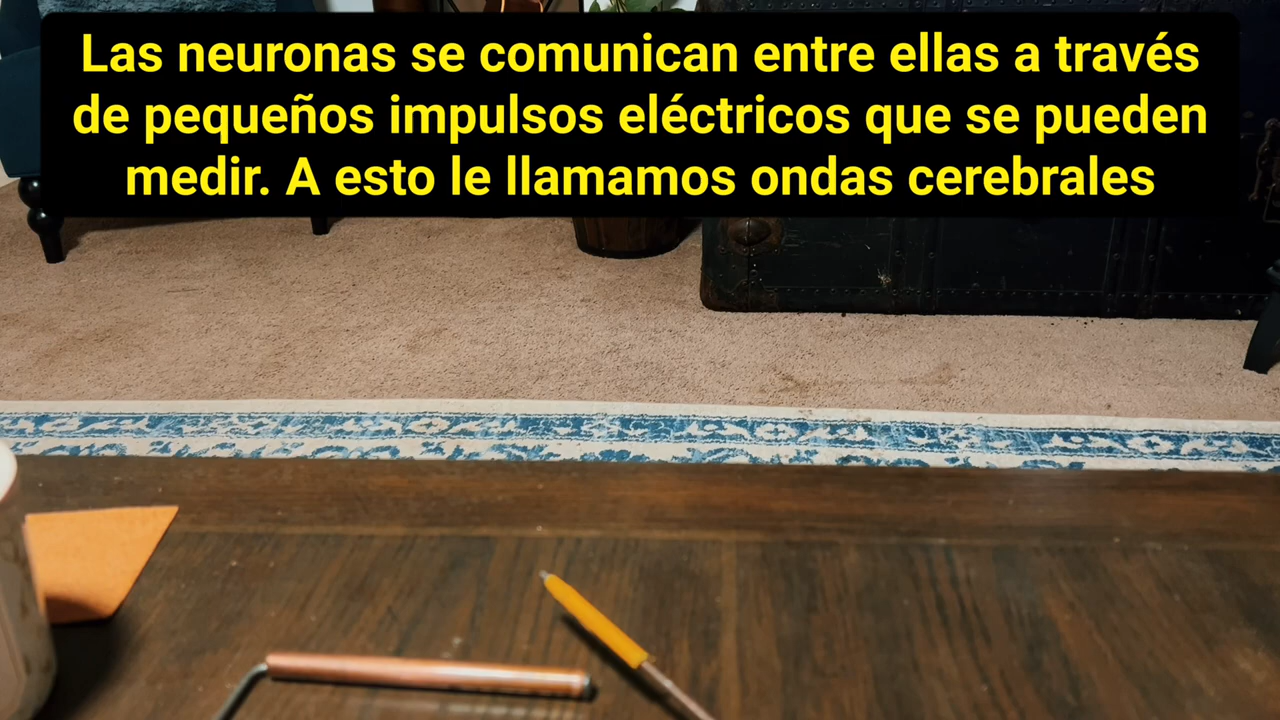 Las neuronas se comunican entre ellas a través
de pequeños impulsos eléctricos que se pueden
medir. A esto le llamamos ondas cerebrales